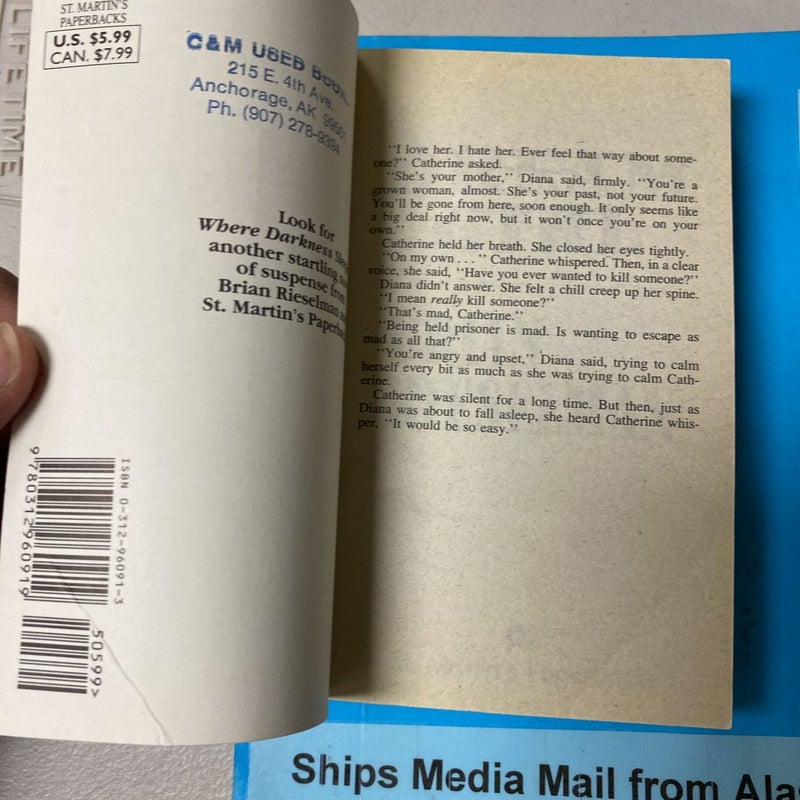 ST. MARTIN'S
PAPERBACKS
U.S. $5.99
CAN. $7.99
C&M USED
215 E. 4th Ave.
Anchorage, AK
Ph. (907) 278-9394
Look for
Where Darkness
another startling
of suspense from
Brian Rieselman
St. Martin's
ISBN 0-312-96091-3
9 780312 960919
50599>
LIFETIME
"I love her. I hate her. Ever feel that way about some-
one?" Catherine asked.
"She's your mother," Diana said, firmly. "You're a
grown woman, almost. She's your past, not your future.
You'll be gone from here, soon enough. It only seems like
a big deal right now, but it won't once you're on your
own."
Catherine held her breath. She closed her eyes tightly.
"On my own . . ." Catherine whispered. Then, in a clear
voice, she said, "Have you ever wanted to kill someone?"
Diana didn't answer. She felt a chill creep up her spine.
"I mean really kill someone?"
"That's mad, Catherine."
"Being held prisoner is mad. Is wanting to escape as
mad as all that?"
"You're angry and upset," Diana said, trying to calm
herself every bit as much as she was trying to calm Cath-
erine.
Catherine was silent for a long time. But then, just as
Diana was about to fall asleep, she heard Catherine whis-
per, "It would be so easy."
Ships Media Mail from